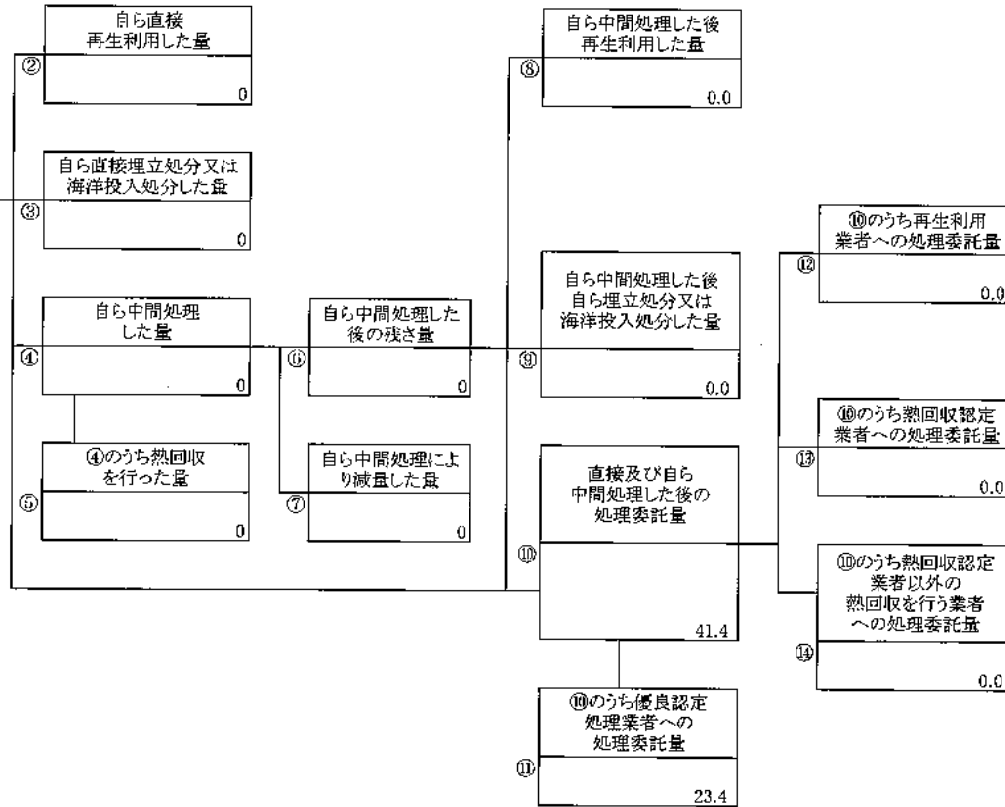 自ら直接
再生利用した量
②
0
自ら中間処理した後
再生利用した量
⑧
0.0
自ら直接埋立処分又は
海洋投入処分した量
③
0
⑩のうち再生利用
業者への処理委託量
⑫
0.0
自ら中間処理
した量
④
0
自ら中間処理した
後の残さ量
⑥
0
自ら中間処理した後
自ら埋立処分又は
海洋投入処分した量
⑨
0.0
④のうち熱回収
を行った量
⑤
0
自ら中間処理によ
り減量した量
⑦
0
直接及び自ら
中間処理した後の
処理委託量
⑩
41.4
⑩のうち熱回収認定
業者への処理委託量
⑬
0.0
⑩のうち熱回収認定
業者以外の
熱回収を行う業者
への処理委託量
⑭
0.0
⑩のうち優良認定
処理業者への
処理委託量
⑪
23.4